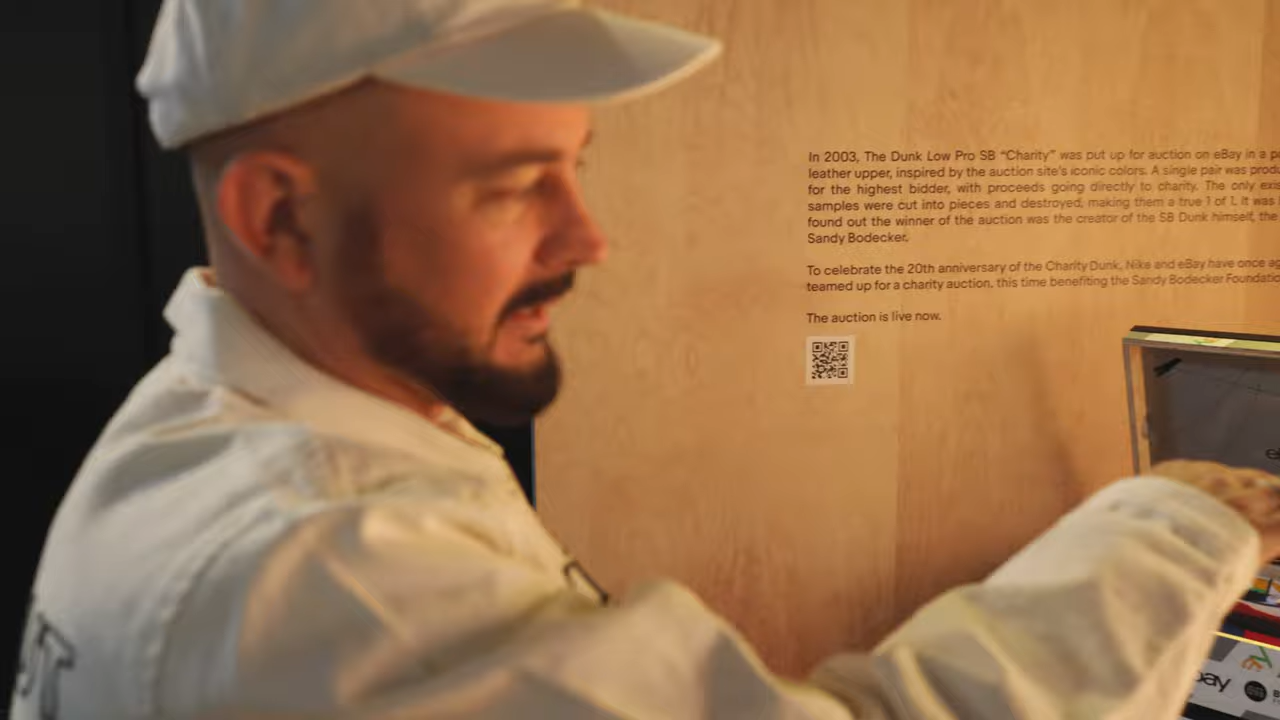 In 2003, The Dunk Low Pro SB “Charity” was put up for auction on eBay in a
leather upper, inspired by the auction site's iconic colors. A single pair was
for the highest bidder, with proceeds going directly to charity. The only
samples were cut into pieces and destroyed, making them a true 1 of 1. It was
found out the winner of the auction was the creator of the SB Dunk himself, the
Sandy Bodecker.
To celebrate the 20th anniversary of the Charity Dunk, Nike and eBay have once
teamed up for a charity auction, this time benefiting the Sandy Bodecker
The auction is live now.